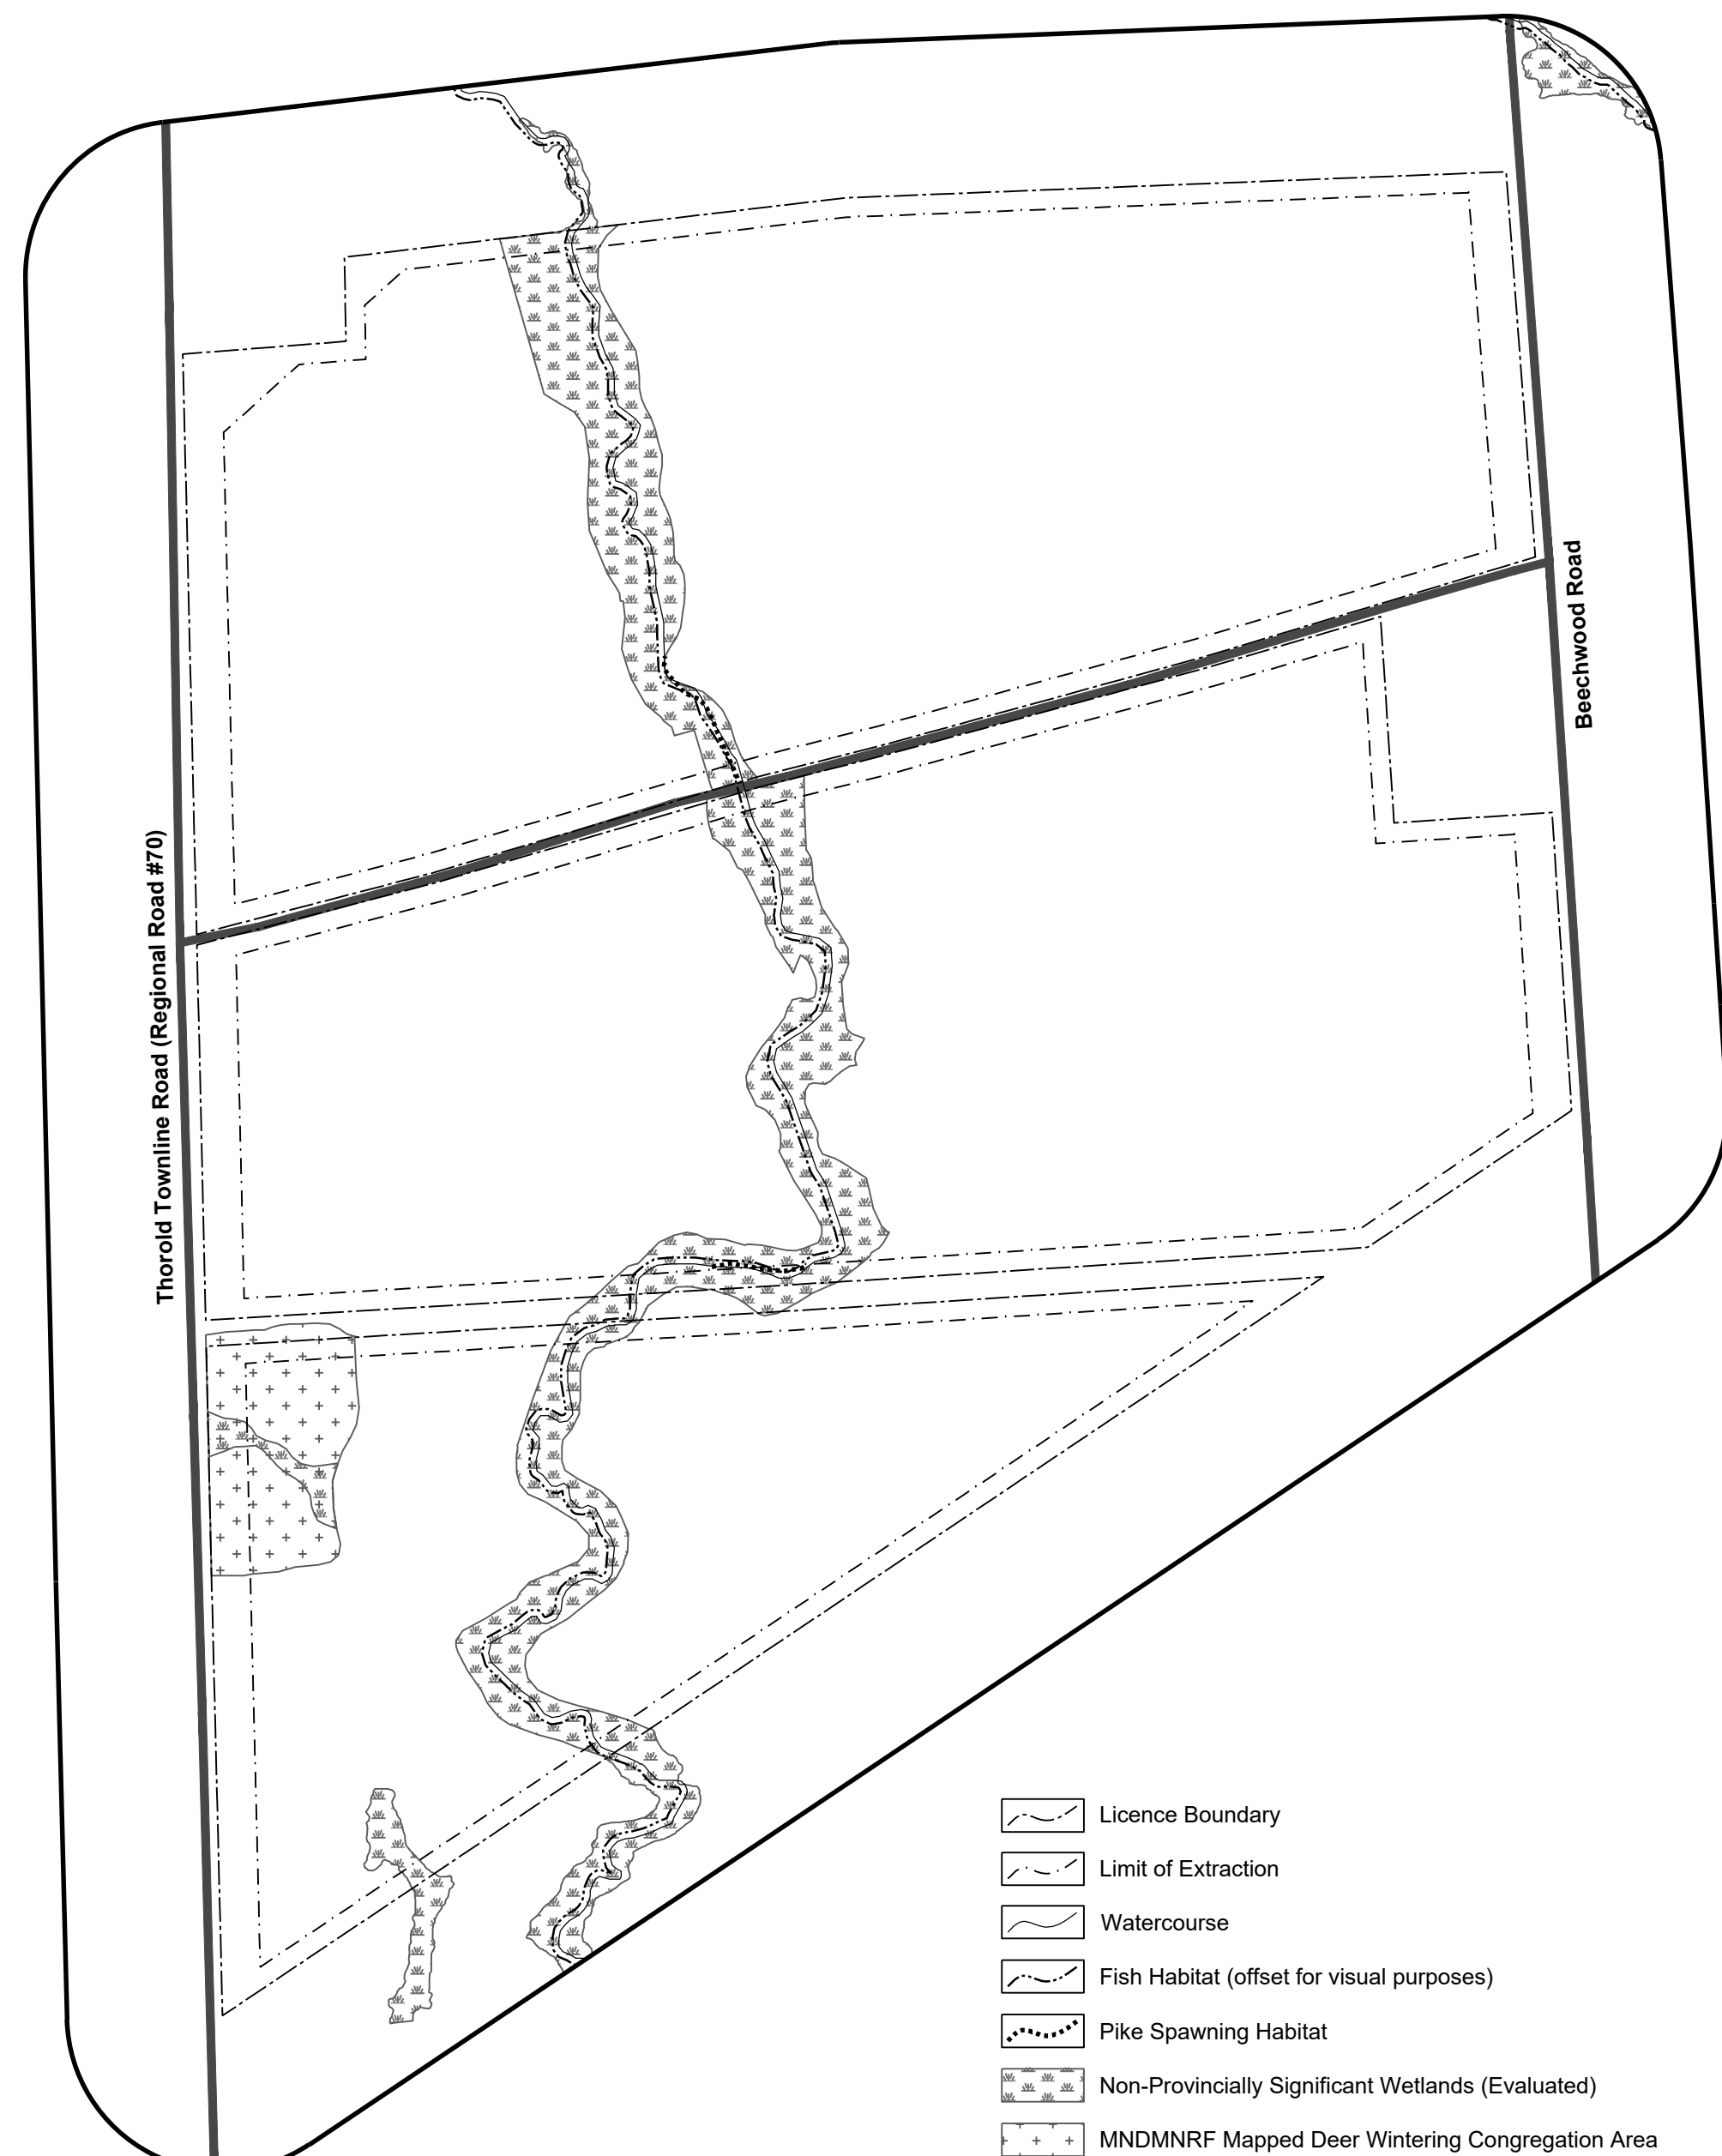 Beechwood Road
Thorold Townline Road (Regional Road #70)
Licence Boundary
Limit of Extraction
Watercourse
Fish Habitat (offset for visual purposes)
Pike Spawning Habitat
Non-Provincially Significant Wetlands (Evaluated)
MNDMNRF Mapped Deer Wintering Congregation Area